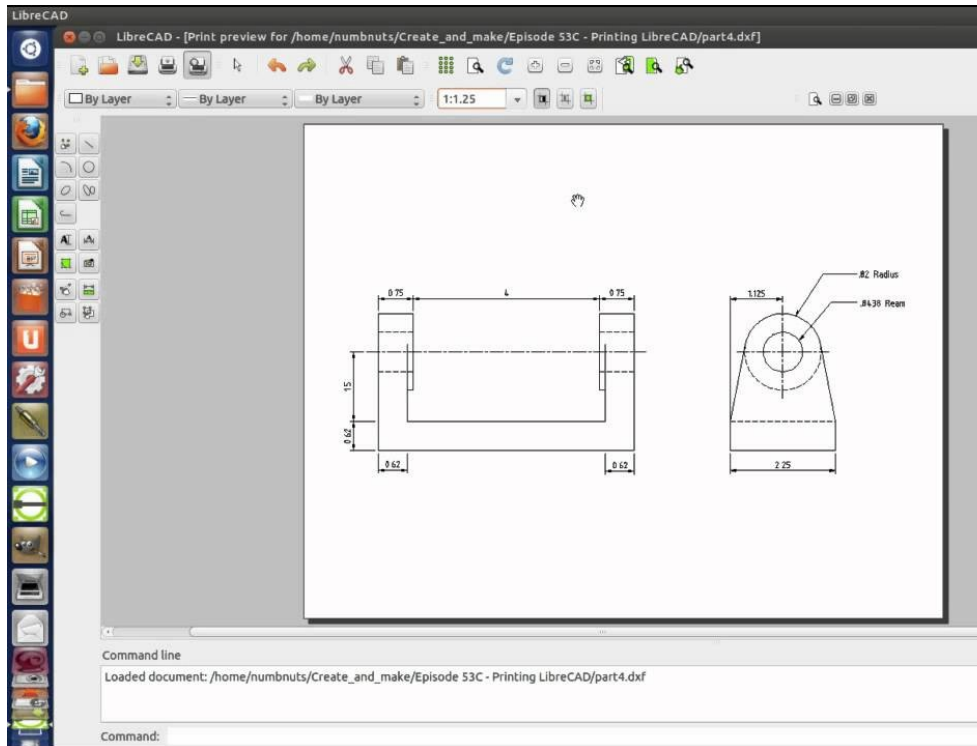 LibreCAD
LibreCAD - [Print preview for /home/numbnuts/Create_and_make/Episode 53C - Printing LibreCAD/part4.dxf]
By Layer By Layer By Layer 1:1.25
.82 Radius
0 75 4 0 75 1.125
.8438 Ream
15
0 62
0 62 0 62 2 25
Command line
Loaded document: /home/numbnuts/Create_and_make/Episode 53C - Printing LibreCAD/part4.dxf
Command: